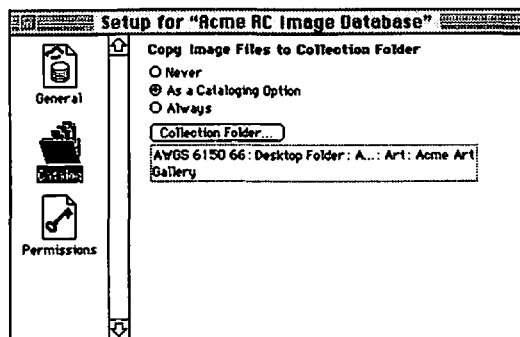 Setup for "Acme AC Image Database"
General
Permissions
Copy Image Files to Collection Folder
Never
As a Cataloging Option
Always
Collection Folder...
AWGS 6150 66: Desktop Folder: A...: Art: Acme Art
Gallery